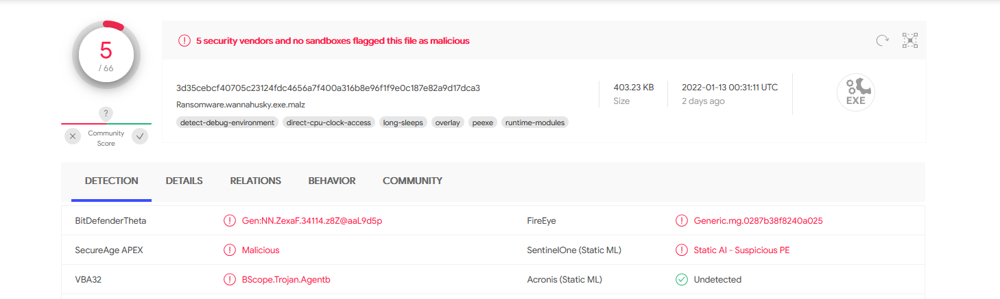 5
/ 66
5 security vendors and no sandboxes flagged this file as malicious
3d35cebcf40705c23124fdc4656a7f400a316b8e96f1f9e0c187e82a9d17dca3
Ransomware.wannahusky.exe.malz
detect-debug-environment direct-cpu-clock-access long-sleeps overlay peexe runtime-modules
403.23 KB
Size
2022-01-13 00:31:11 UTC
2 days ago
EXE
?
Community
Score
DETECTION DETAILS RELATIONS BEHAVIOR COMMUNITY
BitDefenderTheta Gen:NN.ZexaF.34114.z8Z@aaL9d5p FireEye Generic.mg.0287b38f8240a025
SecureAge APEX Malicious SentinelOne (Static ML) Static AI - Suspicious PE
VBA32 BScope.Trojan.Agentb Acronis (Static ML) Undetected